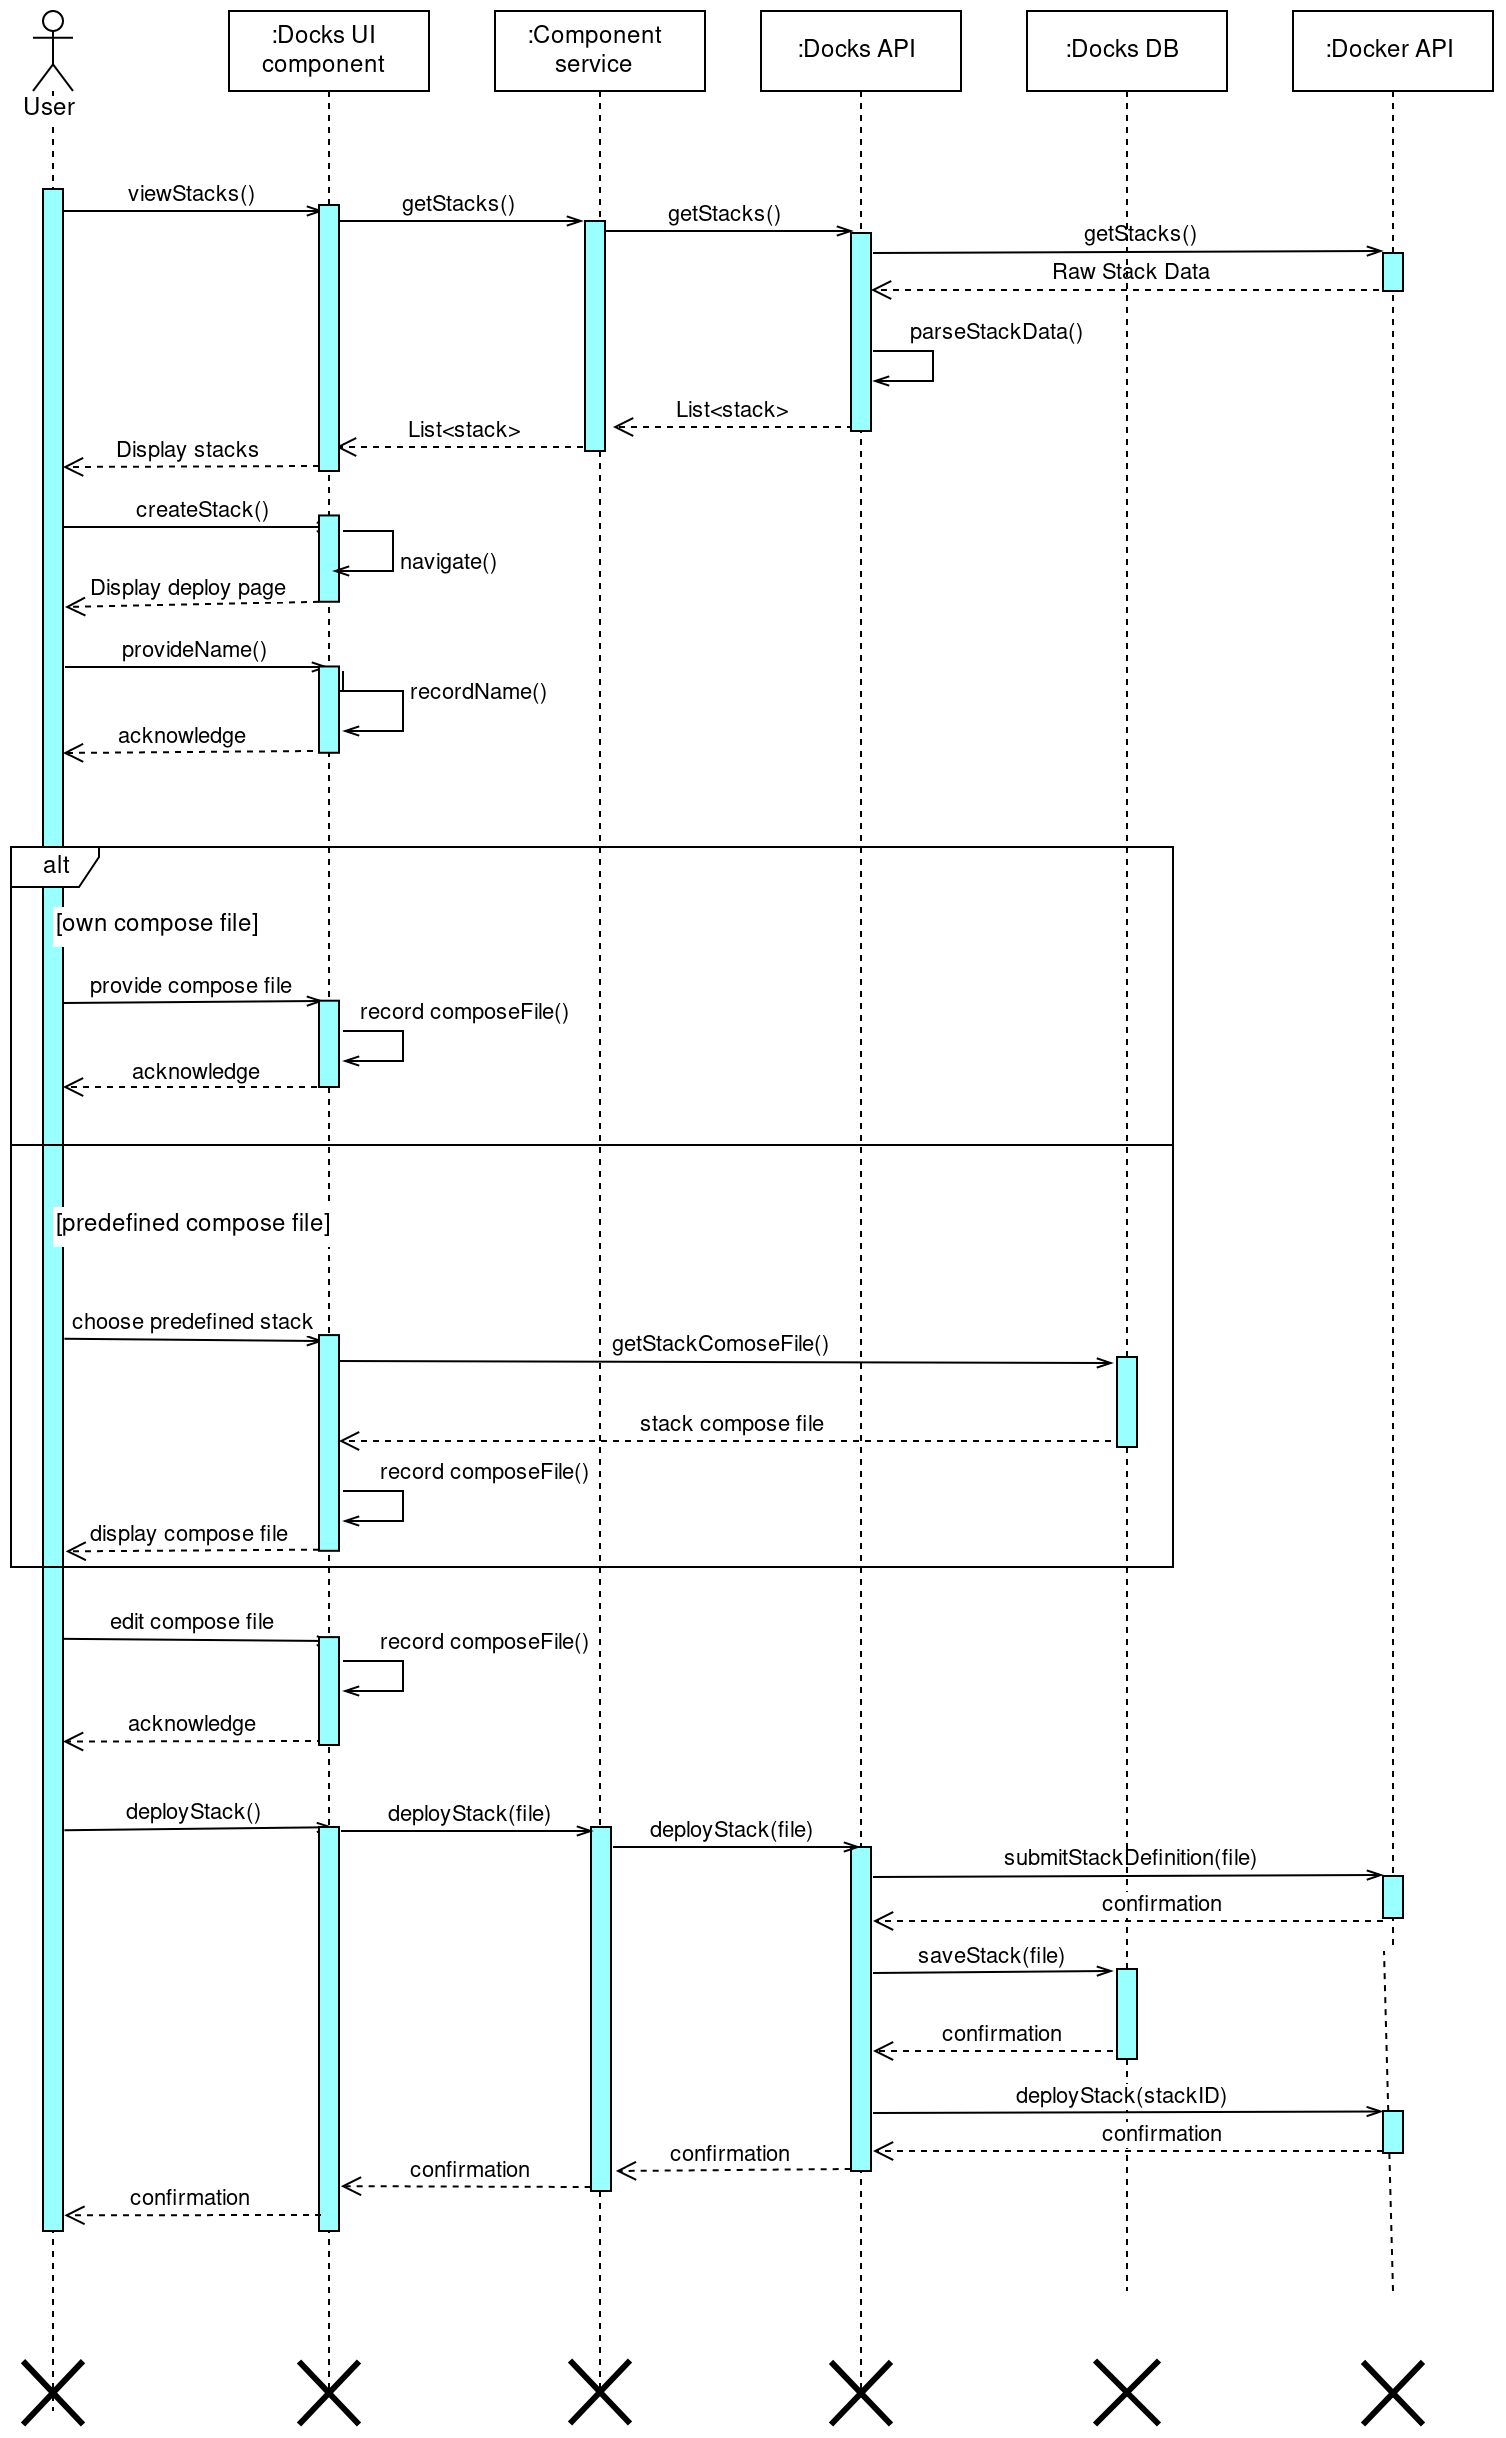 User
:Docks UI
component
:Component
service
:Docks API
:Docks DB
:Docker API
viewStacks()
getStacks()
getStacks()
getStacks()
Raw Stack Data
parseStackData()
List<stack>
List<stack>
Display stacks
createStack()
navigate()
Display deploy page
provideName()
recordName()
acknowledge
alt
[own compose file]
provide compose file
record composeFile()
acknowledge
[predefined compose file]
choose predefined stack
getStackComoseFile()
stack compose file
record composeFile()
display compose file
edit compose file
record composeFile()
acknowledge
deployStack()
deployStack(file)
deployStack(file)
submitStackDefinition(file)
confirmation
saveStack(file)
confirmation
deployStack(stackID)
confirmation
confirmation
confirmation
confirmation